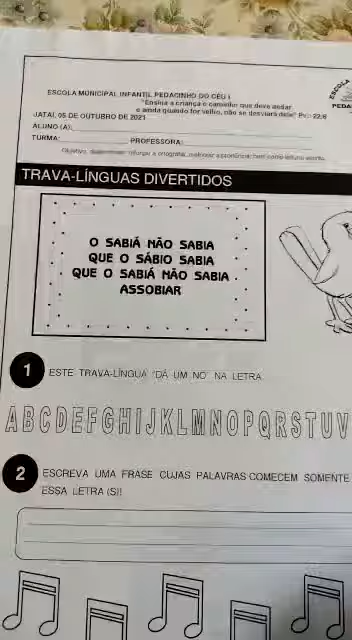 ESCOLA MUNICIPAL INFANTIL PEDACINHO DO CÉU I
"Ensina a criança o caminho que deve andar
e ainda quando for velho, não se desviará dele" Pv.: 22:6
JATAÍ, 05 DE OUTUBRO DE 2021
ALUNO (A):
TURMA: PROFESSORA:
ESCOLA
PEDA
TRAVA-LÍNGUAS DIVERTIDOS
O SABIÁ NÃO SABIA
QUE O SÁBIO SABIA
QUE O SABIÁ NÃO SABIA
ASSOBIAR
1 ESTE TRAVA-LÍNGUA "DÁ UM NÓ" NA LETRA
ABCDEFGHIJKLMNOPQRSTUV
2 ESCREVA UMA FRASE CUJAS PALAVRAS COMECEM SOMENTE
ESSA LETRA (S)!